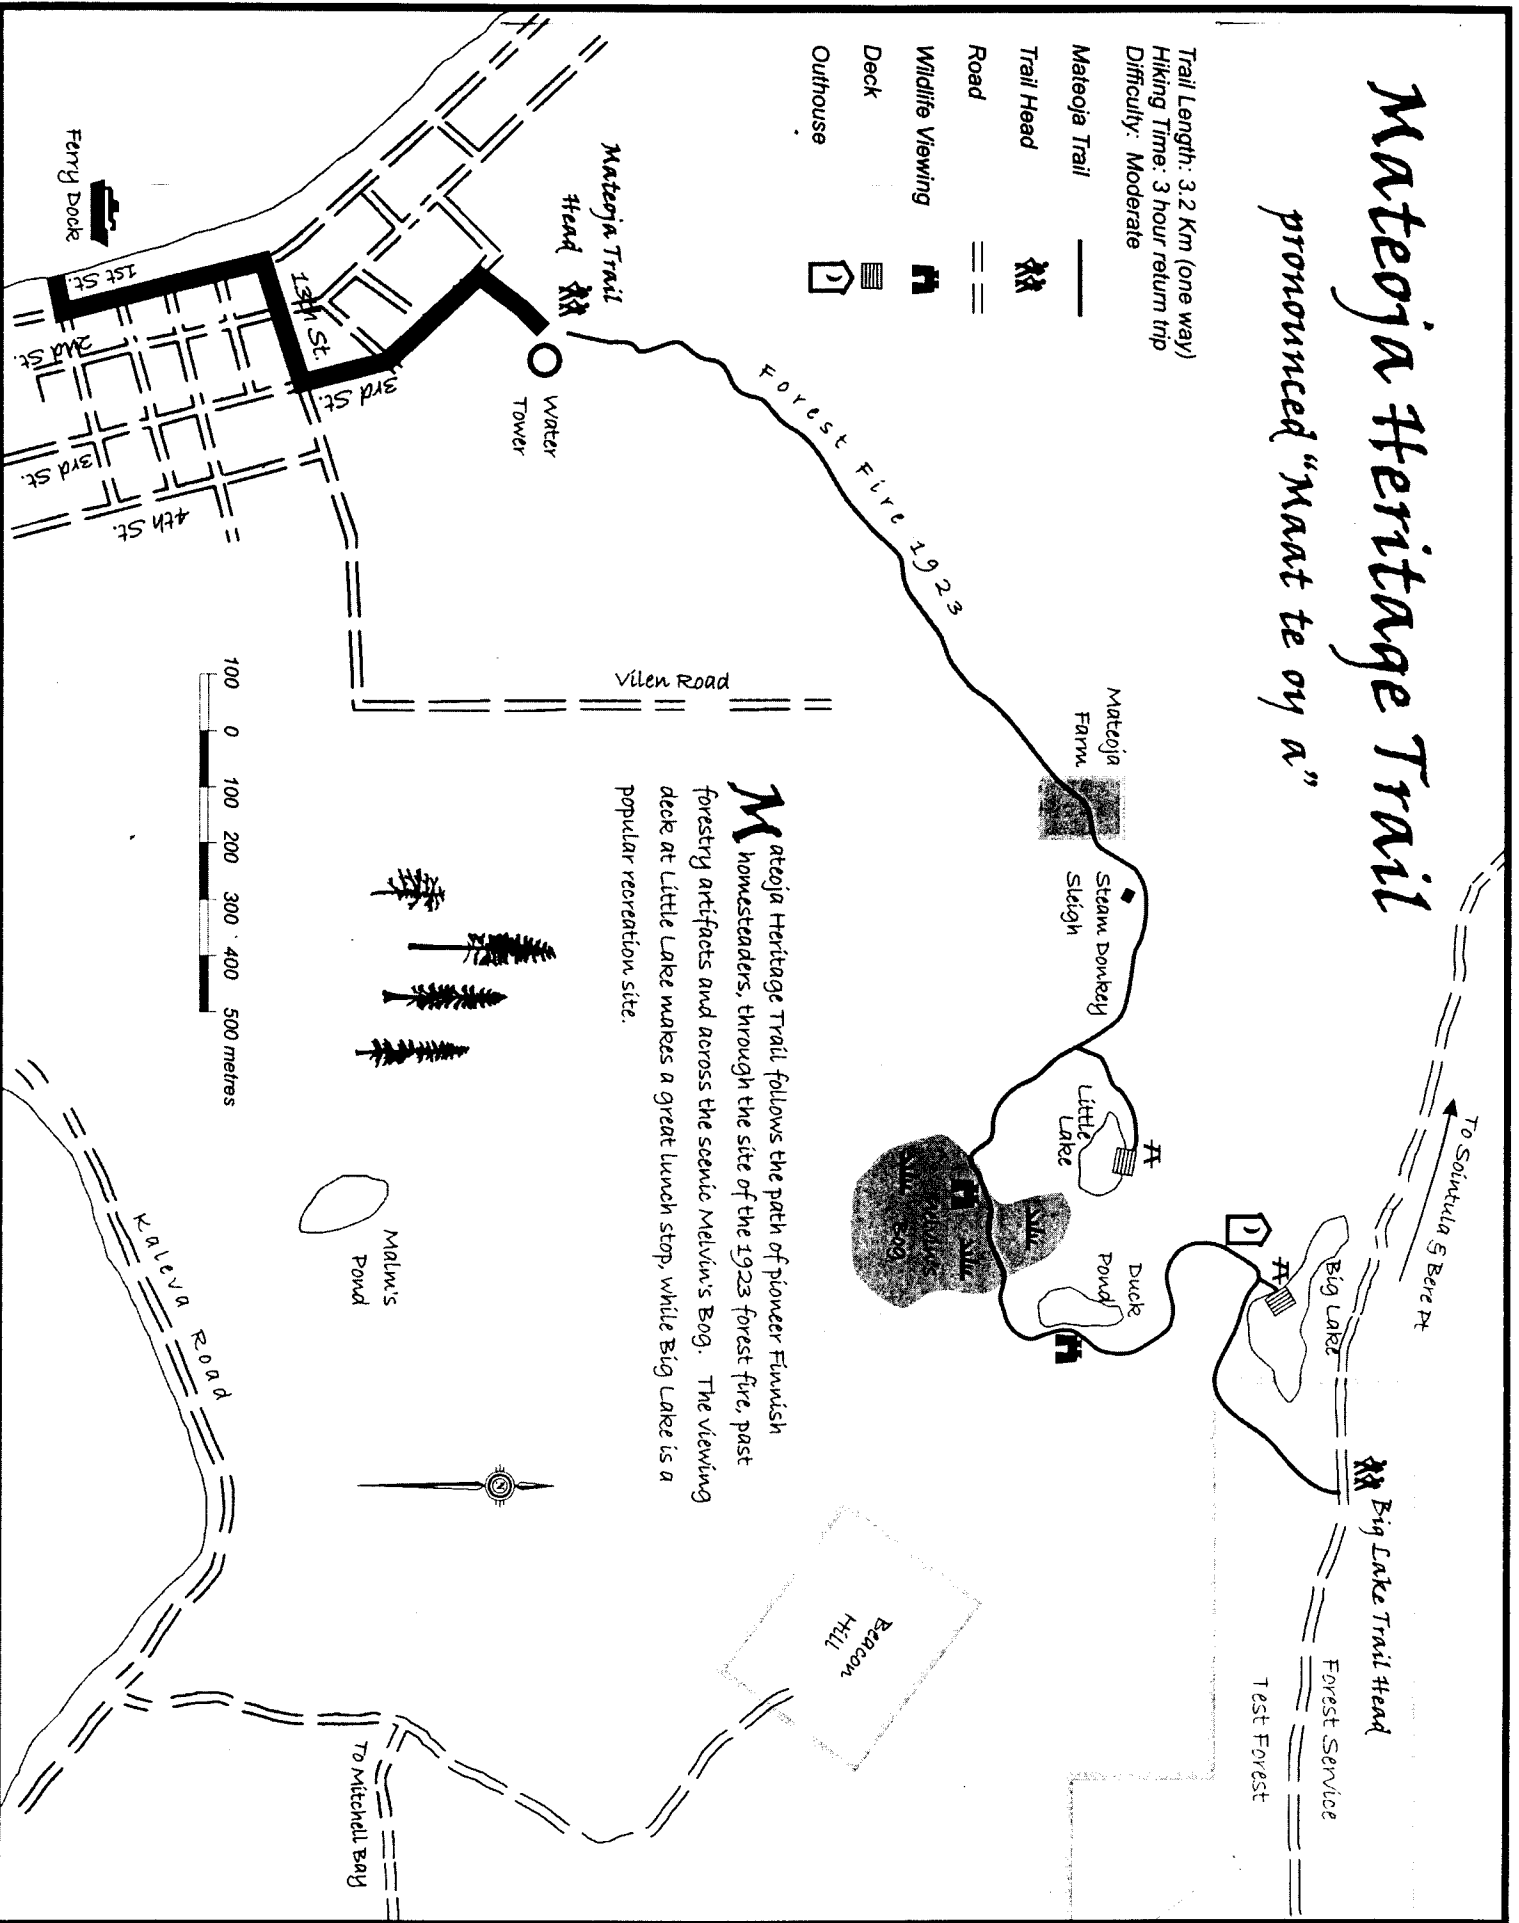 Mateoja Heritage Trail
pronounced "Maat te oy a"
Trail Length: 3.2 Km (one way)
Hiking Time: 3 hour return trip
Difficulty: Moderate
Mateoja Trail
Trail Head
Road
Wildlife Viewing
Deck
Outhouse
To Sointula & Bere Pt
Big Lake Trail Head
Forest Service
Test Forest
Big Lake
Duck
Pond
Little
Lake
Bog
Steam Donkey
Sleigh
Mateoja
Farm
Forest Fire 1923
Mateoja Trail
Head
Water
Tower
Vilen Road
Ferry Dock
1st St.
2nd St.
13th St.
3rd St.
3rd St.
4th St.
Mateoja Heritage Trail follows the path of pioneer Finnish
homesteaders, through the site of the 1923 forest fire, past
forestry artifacts and across the scenic Melvin's Bog. The viewing
deck at Little Lake makes a great lunch stop, while Big Lake is a
popular recreation site.
100 0 100 200 300 400 500 metres
Malm's
Pond
Kaleva Road
N
Beacon
Hill
To Mitchell Bay